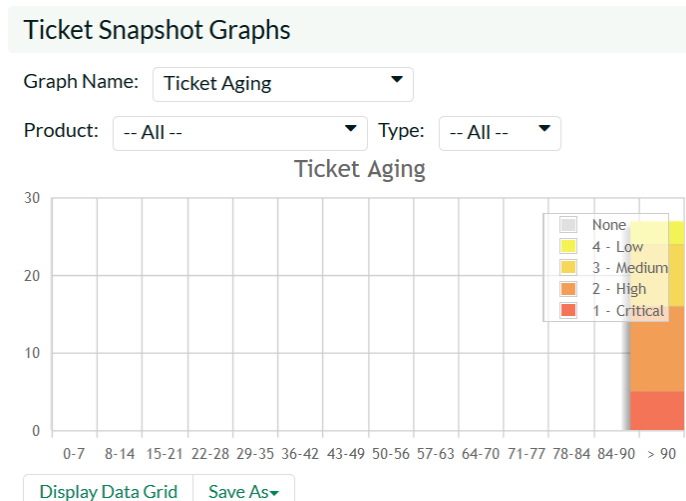 Ticket Snapshot Graphs
Graph Name: Ticket Aging
Product: -- All -- Type: -- All --
Ticket Aging
30
None
4 - Low
20
3 - Medium
2 - High
1 - Critical
10
0
0-7 8-14 15-21 22-28 29-35 36-42 43-49 50-56 57-63 64-70 71-77 78-84 84-90 > 90
Display Data Grid Save As